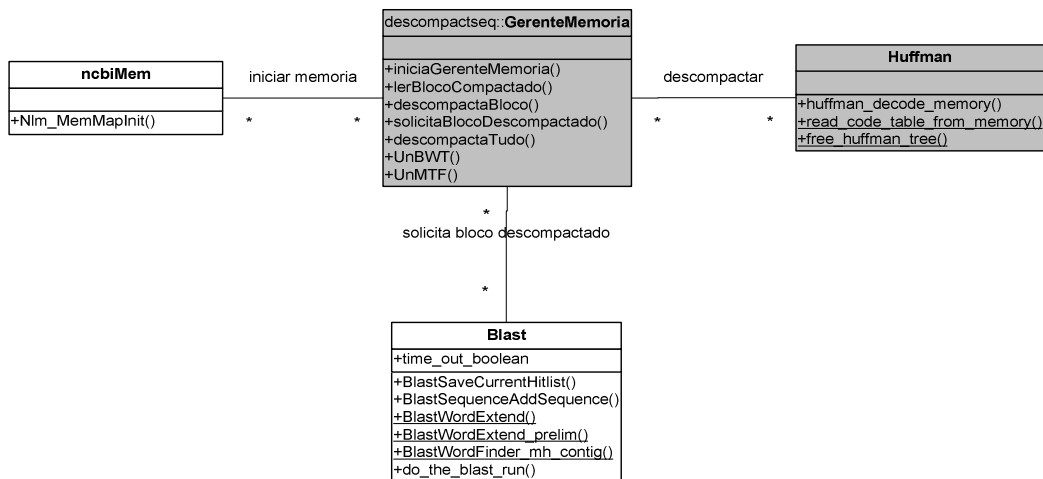 descompactseq::GerenteMemoria
+iniciaGerenteMemoria()
+lerBlocoCompactado()
+descompactaBloco()
+solicitaBlocoDescompactado()
+descompactaTudo()
+UnBWT()
+UnMTF()
ncbiMem
+Nlm_MemMapInit()
iniciar memoria
*
*
descompactar
*
*
Huffman
+huffman_decode_memory()
+read_code_table_from_memory()
+free_huffman_tree()
*
solicita bloco descompactado
*
Blast
+time_out_boolean
+BlastSaveCurrentHitlist()
+BlastSequenceAddSequence()
+BlastWordExtend()
+BlastWordExtend_prelim()
+BlastWordFinder_mh_contig()
+do_the_blast_run()